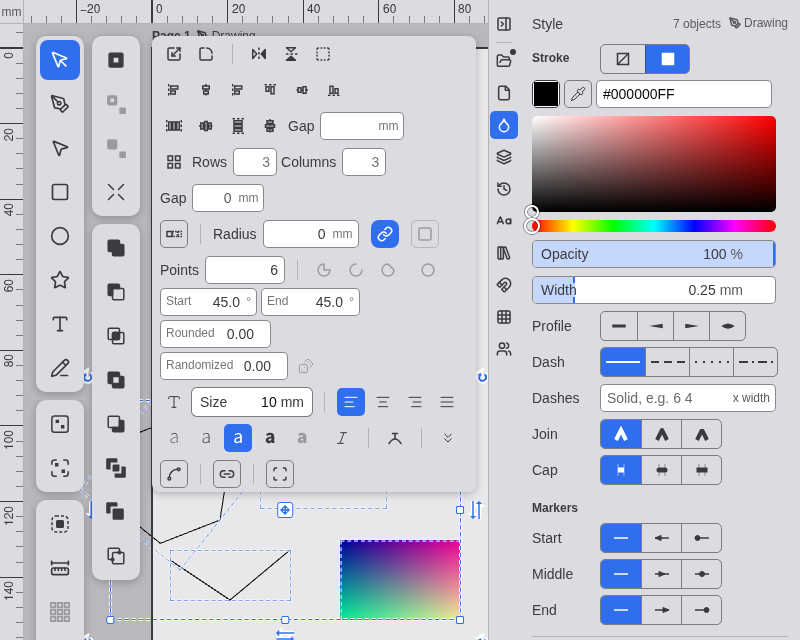 mm
−20
0
20
40
60
80
Page 1
Drawing
0
20
40
60
80
100
120
140
Gap
mm
Rows
3
Columns
3
Gap
0 mm
Radius
0 mm
Points
6
Start
45.0 °
End
45.0 °
Rounded
0.00
Randomized
0.00
Size
10 mm
a a a a a
Style
7 objects
Drawing
Stroke
#000000FF
Opacity
100 %
Width
0.25 mm
Profile
Dash
Dashes
Solid, e.g. 6 4
x width
Join
Cap
Markers
Start
Middle
End